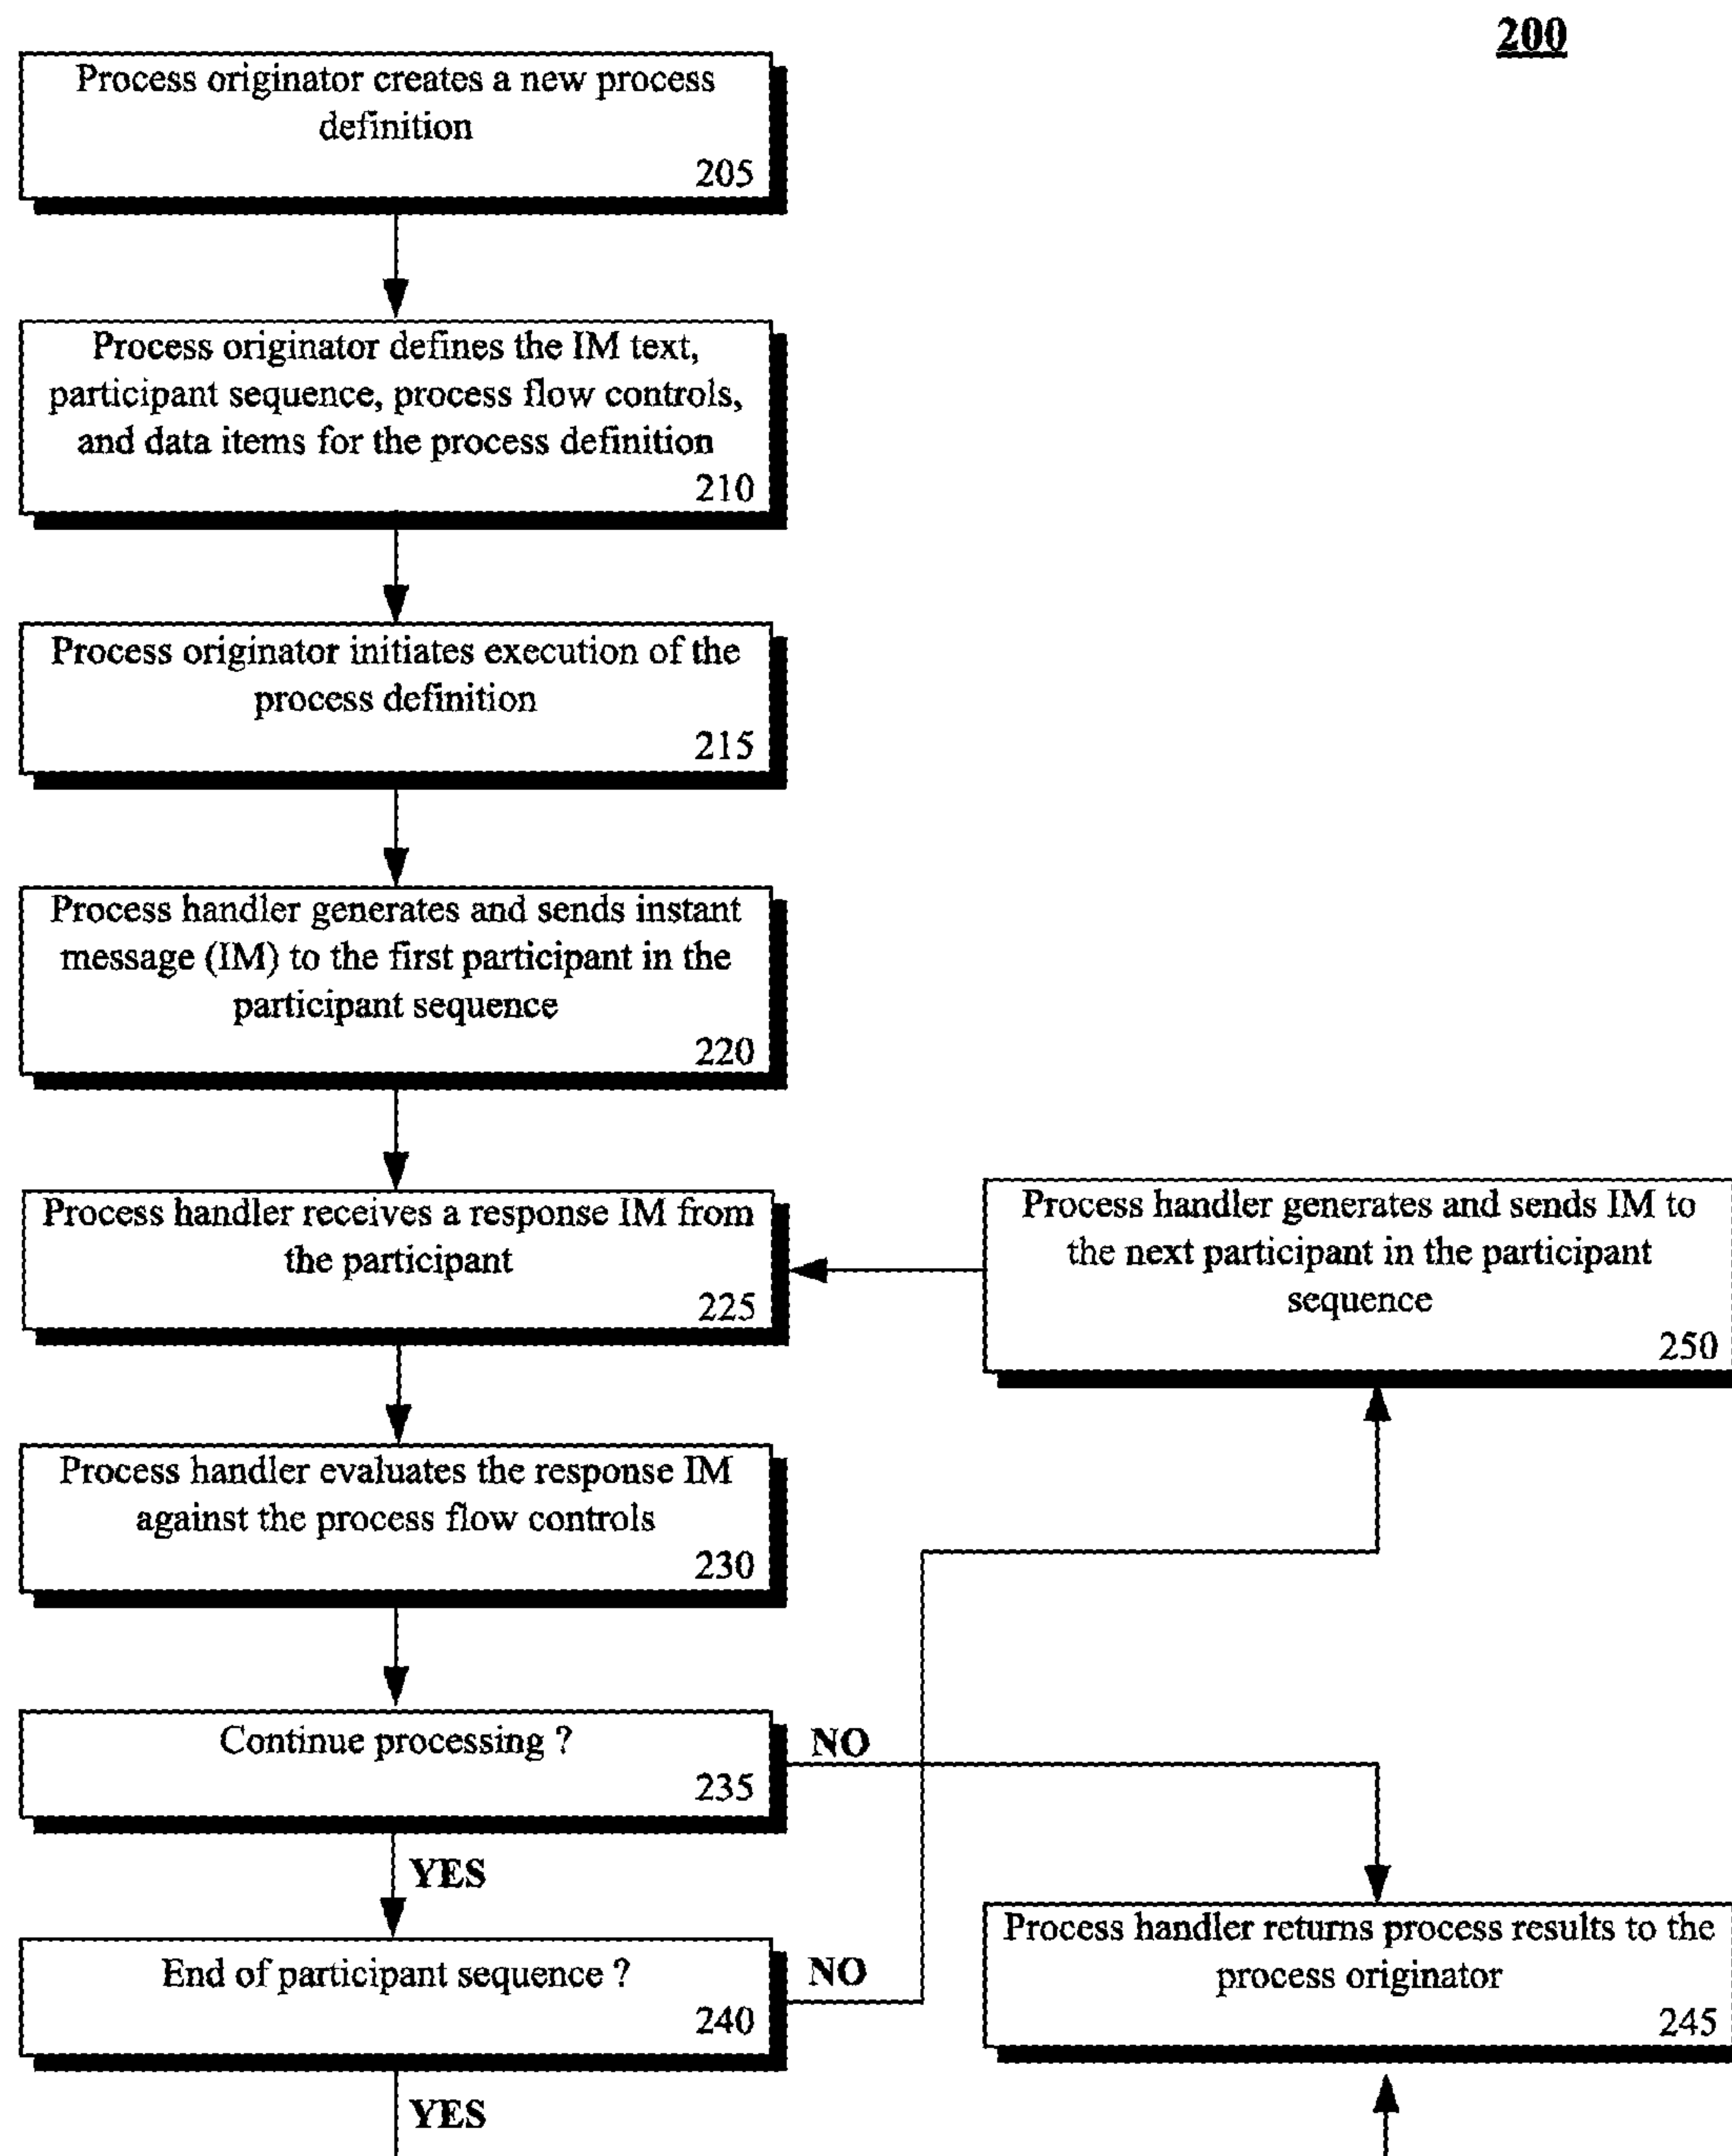 200
Process originator creates a new process
definition
205
Process originator defines the IM text,
participant sequence, process flow controls,
and data items for the process definition
210
Process originator initiates execution of the
process definition
215
Process handler generates and sends instant
message (IM) to the first participant in the
participant sequence
220
Process handler receives a response IM from
the participant
225
Process handler generates and sends IM to
the next participant in the participant
sequence
250
Process handler evaluates the response IM
against the process flow controls
230
Continue processing ?
235
NO
YES
End of participant sequence ?
240
NO
Process handler returns process results to the
process originator
245
YES